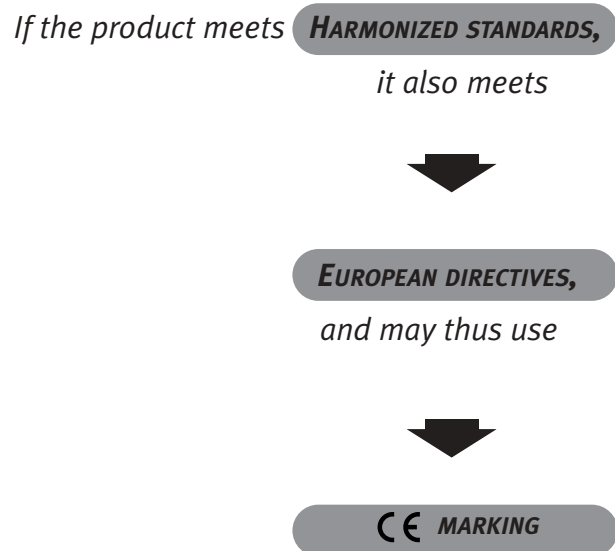 If the product meets HARMONIZED STANDARDS,
it also meets
EUROPEAN DIRECTIVES,
and may thus use
CE MARKING